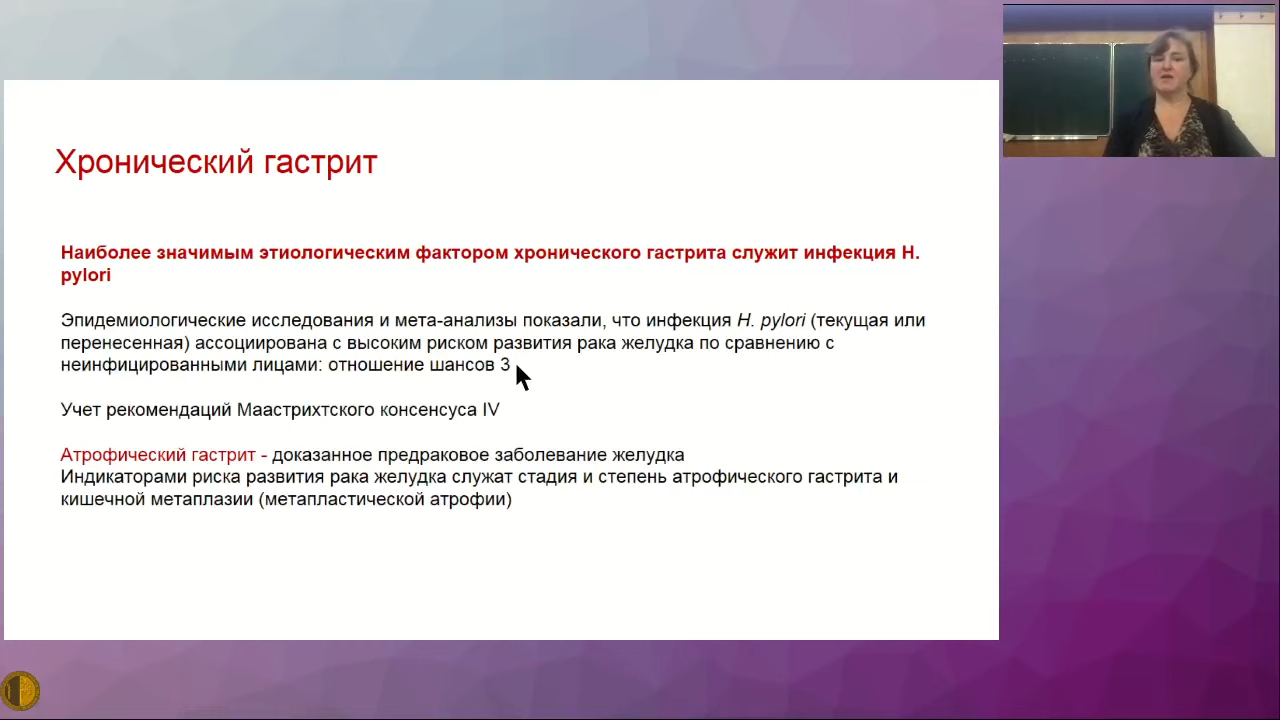 Хронический гастрит
Наиболее значимым этиологическим фактором хронического гастрита служит инфекция H.
pylori
Эпидемиологические исследования и мета-анализы показали, что инфекция H. pylori (текущая или
перенесенная) ассоциирована с высоким риском развития рака желудка по сравнению с
неинфицированными лицами: отношение шансов 3
Учет рекомендаций Маастрихтского консенсуса IV
Атрофический гастрит - доказанное предраковое заболевание желудка
Индикаторами риска развития рака желудка служат стадия и степень атрофического гастрита и
кишечной метаплазии (метапластической атрофии)